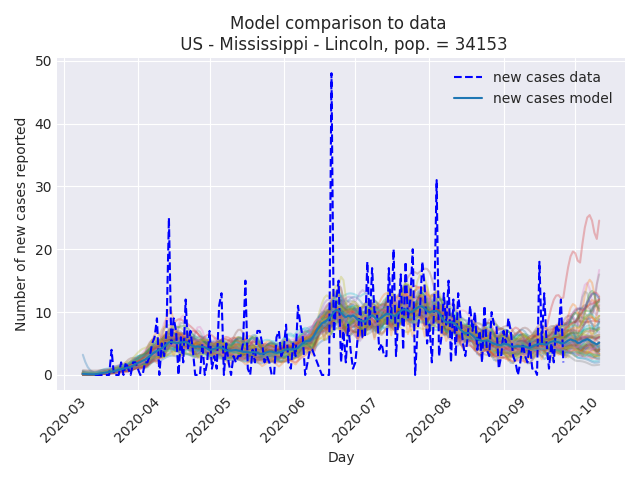 Model comparison to data
US - Mississippi - Lincoln, pop. = 34153
50
40
30
20
10
0
Number of new cases reported
new cases data
new cases model
2020-03
2020-04
2020-05
2020-06
2020-07
2020-08
2020-09
2020-10
Day